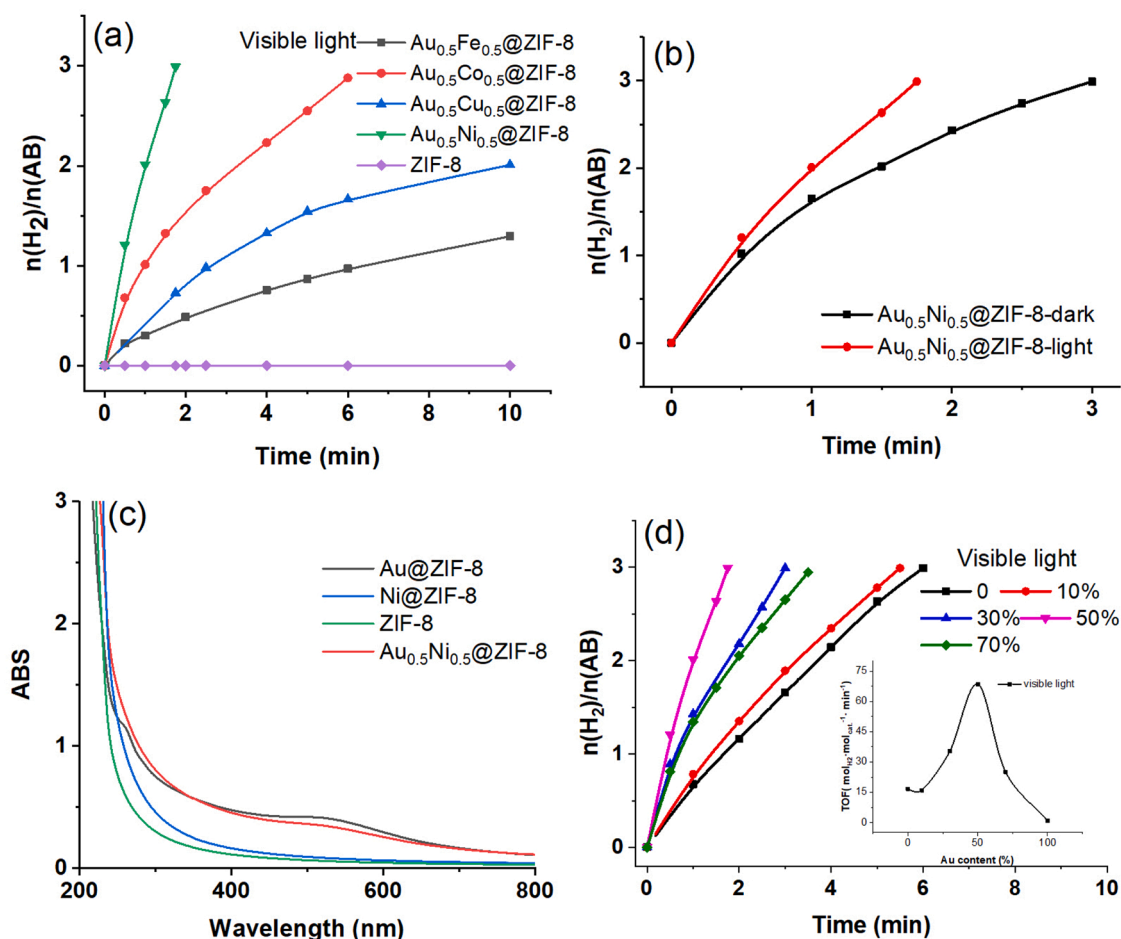 (a)
Visible light
Au0.5Fe0.5@ZIF-8
Au0.5Co0.5@ZIF-8
Au0.5Cu0.5@ZIF-8
Au0.5Ni0.5@ZIF-8
ZIF-8
n(H2)/n(AB)
3
2
1
0
0 2 4 6 8 10
Time (min)
(b)
n(H2)/n(AB)
3
2
1
0
Au0.5Ni0.5@ZIF-8-dark
Au0.5Ni0.5@ZIF-8-light
0 1 2 3
Time (min)
(c)
Au@ZIF-8
Ni@ZIF-8
ZIF-8
Au0.5Ni0.5@ZIF-8
ABS
3
2
1
0
200 400 600 800
Wavelength (nm)
(d)
Visible light
0 10%
30% 50%
70%
n(H2)/n(AB)
3
2
1
0
visible light
TOF( molH2·molcat.-1· min-1)
75
60
45
30
15
0
0 50 100
Au content (%)
0 2 4 6 8 10
Time (min)